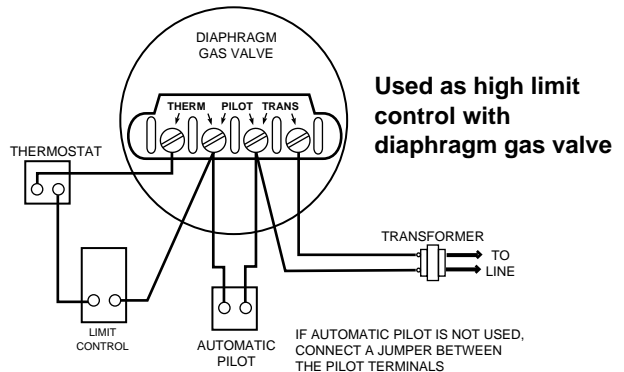 DIAPHRAGM
GAS VALVE
THERM PILOT TRANS
Used as high limit
control with
diaphragm gas valve
THERMOSTAT
TRANSFORMER
TO
LINE
LIMIT
CONTROL
AUTOMATIC
PILOT
IF AUTOMATIC PILOT IS NOT USED,
CONNECT A JUMPER BETWEEN
THE PILOT TERMINALS